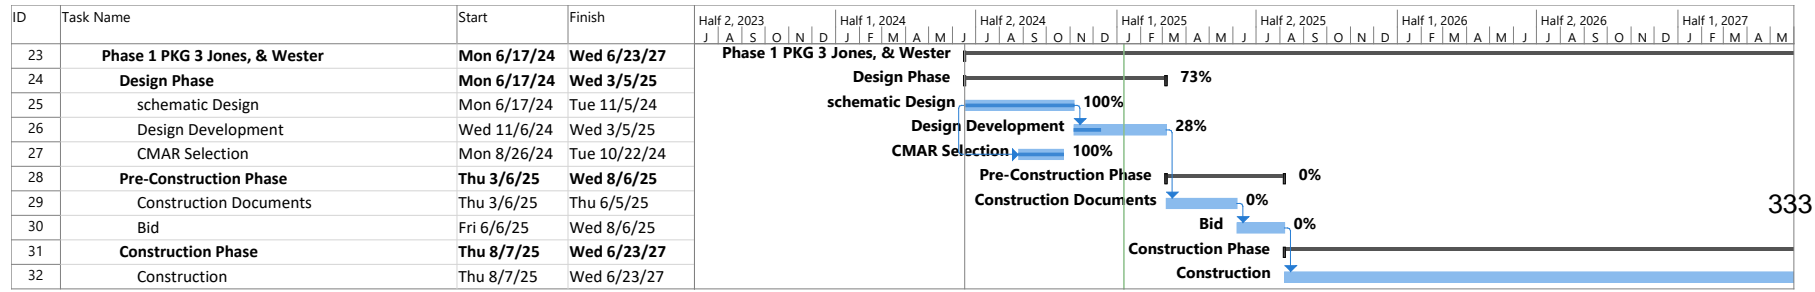 ID Task Name Start Finish Half 2, 2023 Half 1, 2024 Half 2, 2024 Half 1, 2025 Half 2, 2025 Half 1, 2026 Half 2, 2026 Half 1, 2027
J A S O N D J F M A M J J A S O N D J F M A M J J A S O N D J F M A M J J A S O N D J F M A M
23 Phase 1 PKG 3 Jones, & Wester Mon 6/17/24 Wed 6/23/27 Phase 1 PKG 3 Jones, & Wester
24 Design Phase Mon 6/17/24 Wed 3/5/25 Design Phase 73%
25 schematic Design Mon 6/17/24 Tue 11/5/24 schematic Design 100%
26 Design Development Wed 11/6/24 Wed 3/5/25 Design Development 28%
27 CMAR Selection Mon 8/26/24 Tue 10/22/24 CMAR Selection 100%
28 Pre-Construction Phase Thu 3/6/25 Wed 8/6/25 Pre-Construction Phase 0%
29 Construction Documents Thu 3/6/25 Thu 6/5/25 Construction Documents 0%
333
30 Bid Fri 6/6/25 Wed 8/6/25 Bid 0%
31 Construction Phase Thu 8/7/25 Wed 6/23/27 Construction Phase
32 Construction Thu 8/7/25 Wed 6/23/27 Construction